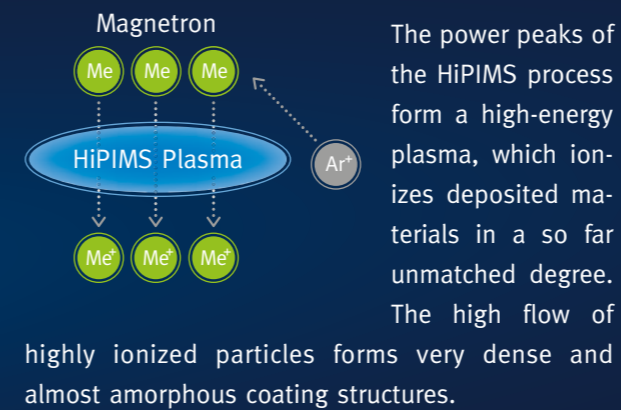 Magnetron
Me Me Me
HiPIMS Plasma
Ar⁺
Me⁺ Me⁺ Me⁺
The power peaks of
the HiPIMS process
form a high-energy
plasma, which ion-
izes deposited ma-
terials in a so far
unmatched degree.
The high flow of
highly ionized particles forms very dense and
almost amorphous coating structures.